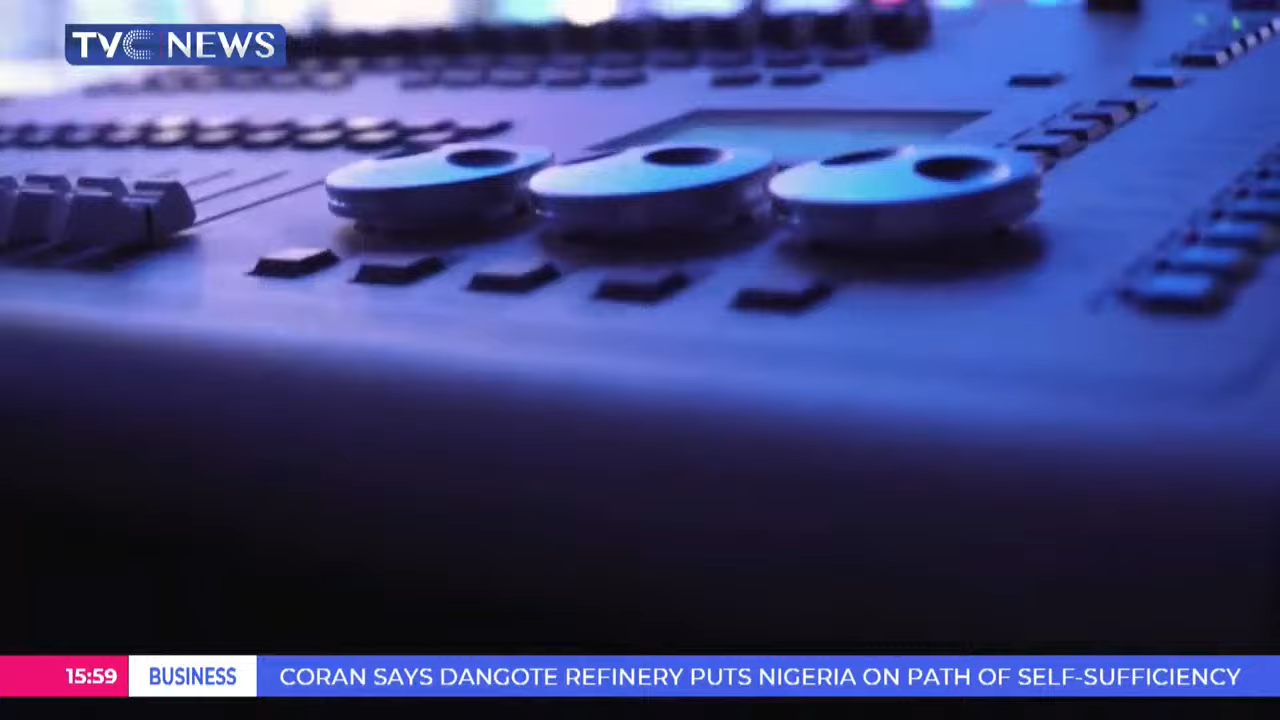 TVC NEWS
15:59 BUSINESS CORAN SAYS DANGOTE REFINERY PUTS NIGERIA ON PATH OF SELF-SUFFICIENCY